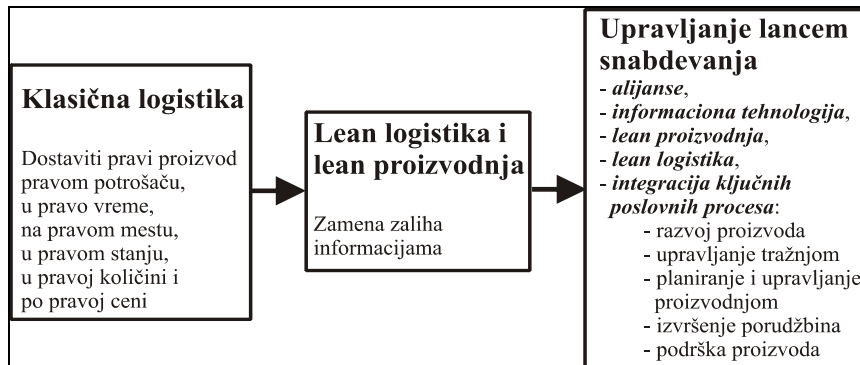 Klasična logistika
Dostaviti pravi proizvod
pravom potrošaču,
u pravo vreme,
na pravom mestu,
u pravom stanju,
u pravoj količini i
po pravoj ceni
Lean logistika i
lean proizvodnja
Zamena zaliha
informacijama
Upravljanje lancem
snabdevanja
- alijanse,
- informaciona tehnologija,
- lean proizvodnja,
- lean logistika,
- integracija ključnih
poslovnih procesa:
- razvoj proizvoda
- upravljanje tražnjom
- planiranje i upravljanje
proizvodnjom
- izvršenje porudžbina
- podrška proizvoda